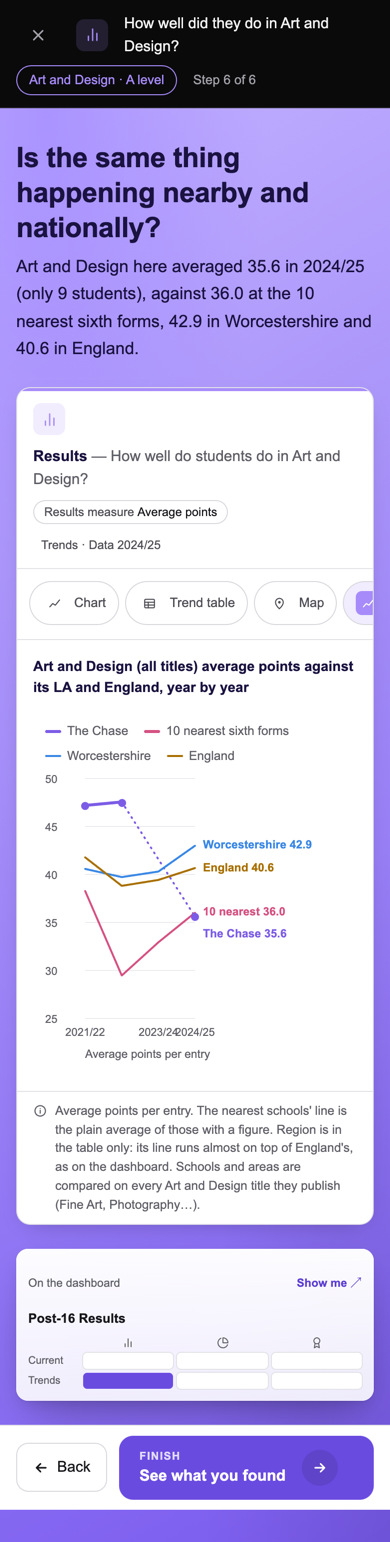 How well did they do in Art and
Design?
Art and Design · A level
Step 6 of 6
Is the same thing
happening nearby and
nationally?
Art and Design here averaged 35.6 in 2024/25
(only 9 students), against 36.0 at the 10
nearest sixth forms, 42.9 in Worcestershire and
40.6 in England.
Results — How well do students do in Art and
Design?
Results measure Average points
Trends · Data 2024/25
Chart
Trend table
Map
Art and Design (all titles) average points against
its LA and England, year by year
The Chase
10 nearest sixth forms
Worcestershire
England
50
45
40
35
30
25
Worcestershire 42.9
England 40.6
10 nearest 36.0
The Chase 35.6
2021/22
2023/24
2024/25
Average points per entry
Average points per entry. The nearest schools' line is
the plain average of those with a figure. Region is in
the table only: its line runs almost on top of England's,
as on the dashboard. Schools and areas are
compared on every Art and Design title they publish
(Fine Art, Photography…).
On the dashboard
Show me
Post-16 Results
Current
Trends
Back
FINISH
See what you found